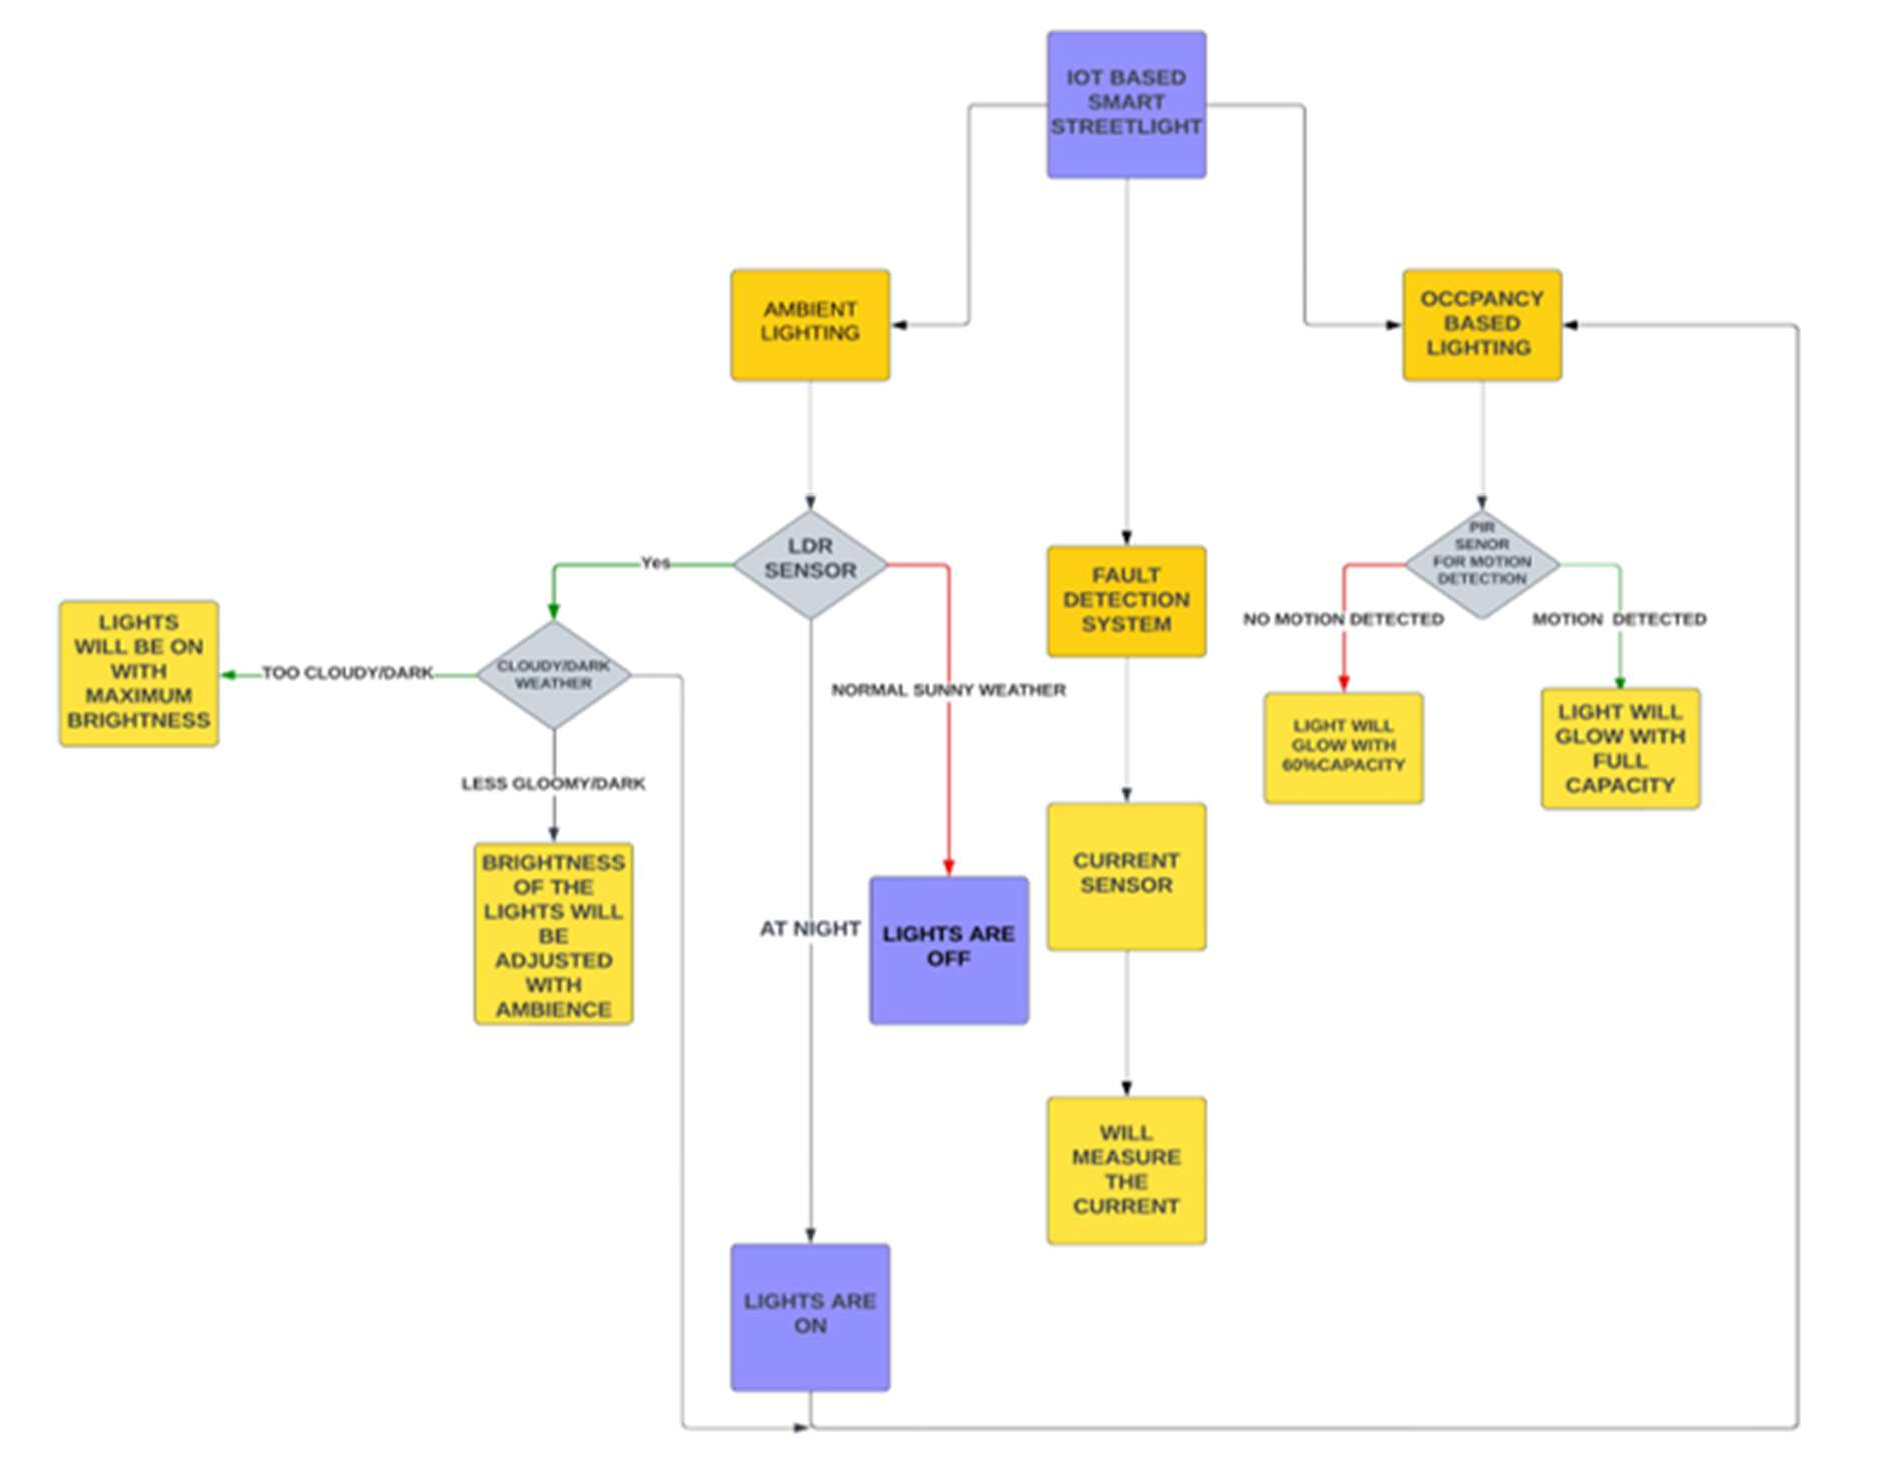 IOT BASED
SMART
STREETLIGHT
AMBIENT
LIGHTING
OCCPANCY
BASED
LIGHTING
LDR
SENSOR
Yes
PIR
SENOR
FOR MOTION
DETECTION
FAULT
DETECTION
SYSTEM
NO MOTION DETECTED
MOTION DETECTED
LIGHTS
WILL BE ON
WITH
MAXIMUM
BRIGHTNESS
TOO CLOUDY/DARK
CLOUDY/DARK
WEATHER
NORMAL SUNNY WEATHER
LIGHT WILL
GLOW WITH
60%CAPACITY
LIGHT WILL
GLOW WITH
FULL
CAPACITY
LESS GLOOMY/DARK
BRIGHTNESS
OF THE
LIGHTS WILL
BE
ADJUSTED
WITH
AMBIENCE
CURRENT
SENSOR
AT NIGHT
LIGHTS ARE
OFF
WILL
MEASURE
THE
CURRENT
LIGHTS ARE
ON